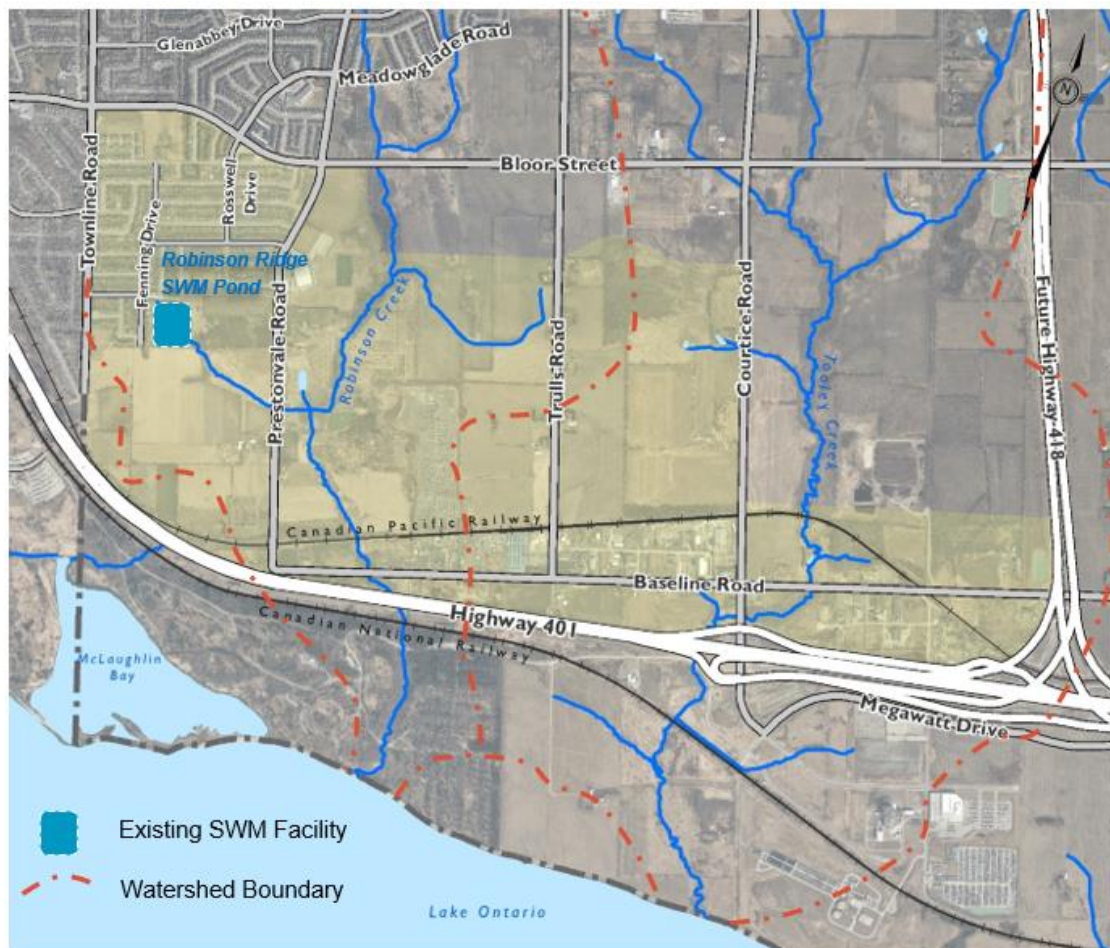 Glenabbey Drive
Meadowglade Road
Townline Road
Bloor Street
Rosswell
Drive
Fenning Drive
Robinson Ridge
SWM Pond
N
Prestonvale Road
Robinson Creek
Trulls Road
Courtice Road
Tooley Creek
Future Highway 418
Canadian Pacific Railway
Baseline Road
Highway 401
Canadian National Railway
McLaughlin
Bay
Megawatt Drive
Existing SWM Facility
Watershed Boundary
Lake Ontario